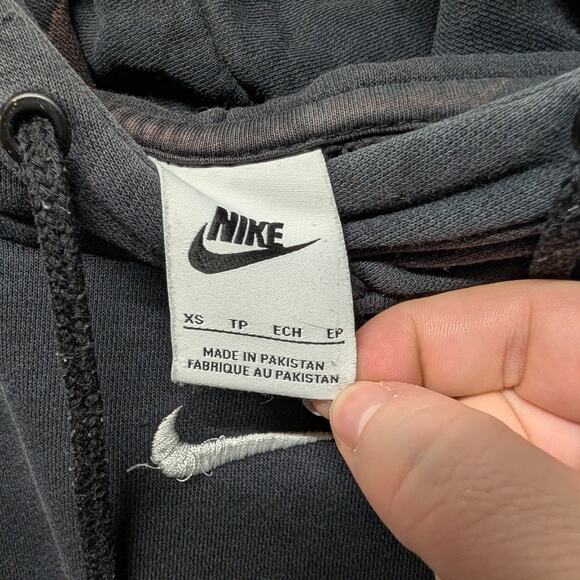 NIKE
XS TP ECH EP
MADE IN PAKISTAN
FABRIQUE AU PAKISTAN